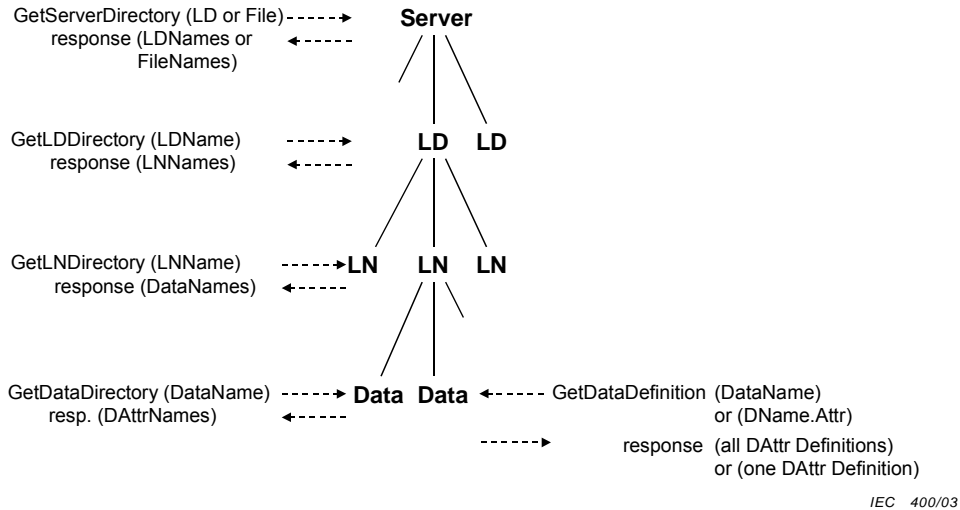 GetServerDirectory (LD or File)
response (LDNames or
FileNames)
Server
GetLDDirectory (LDName)
response (LNNames)
LD LD
GetLNDirectory (LNName)
response (DataNames)
LN LN LN
GetDataDirectory (DataName)
resp. (DAttrNames)
Data Data
GetDataDefinition (DataName)
or (DName.Attr)
response (all DAttr Definitions)
or (one DAttr Definition)
IEC 400/03